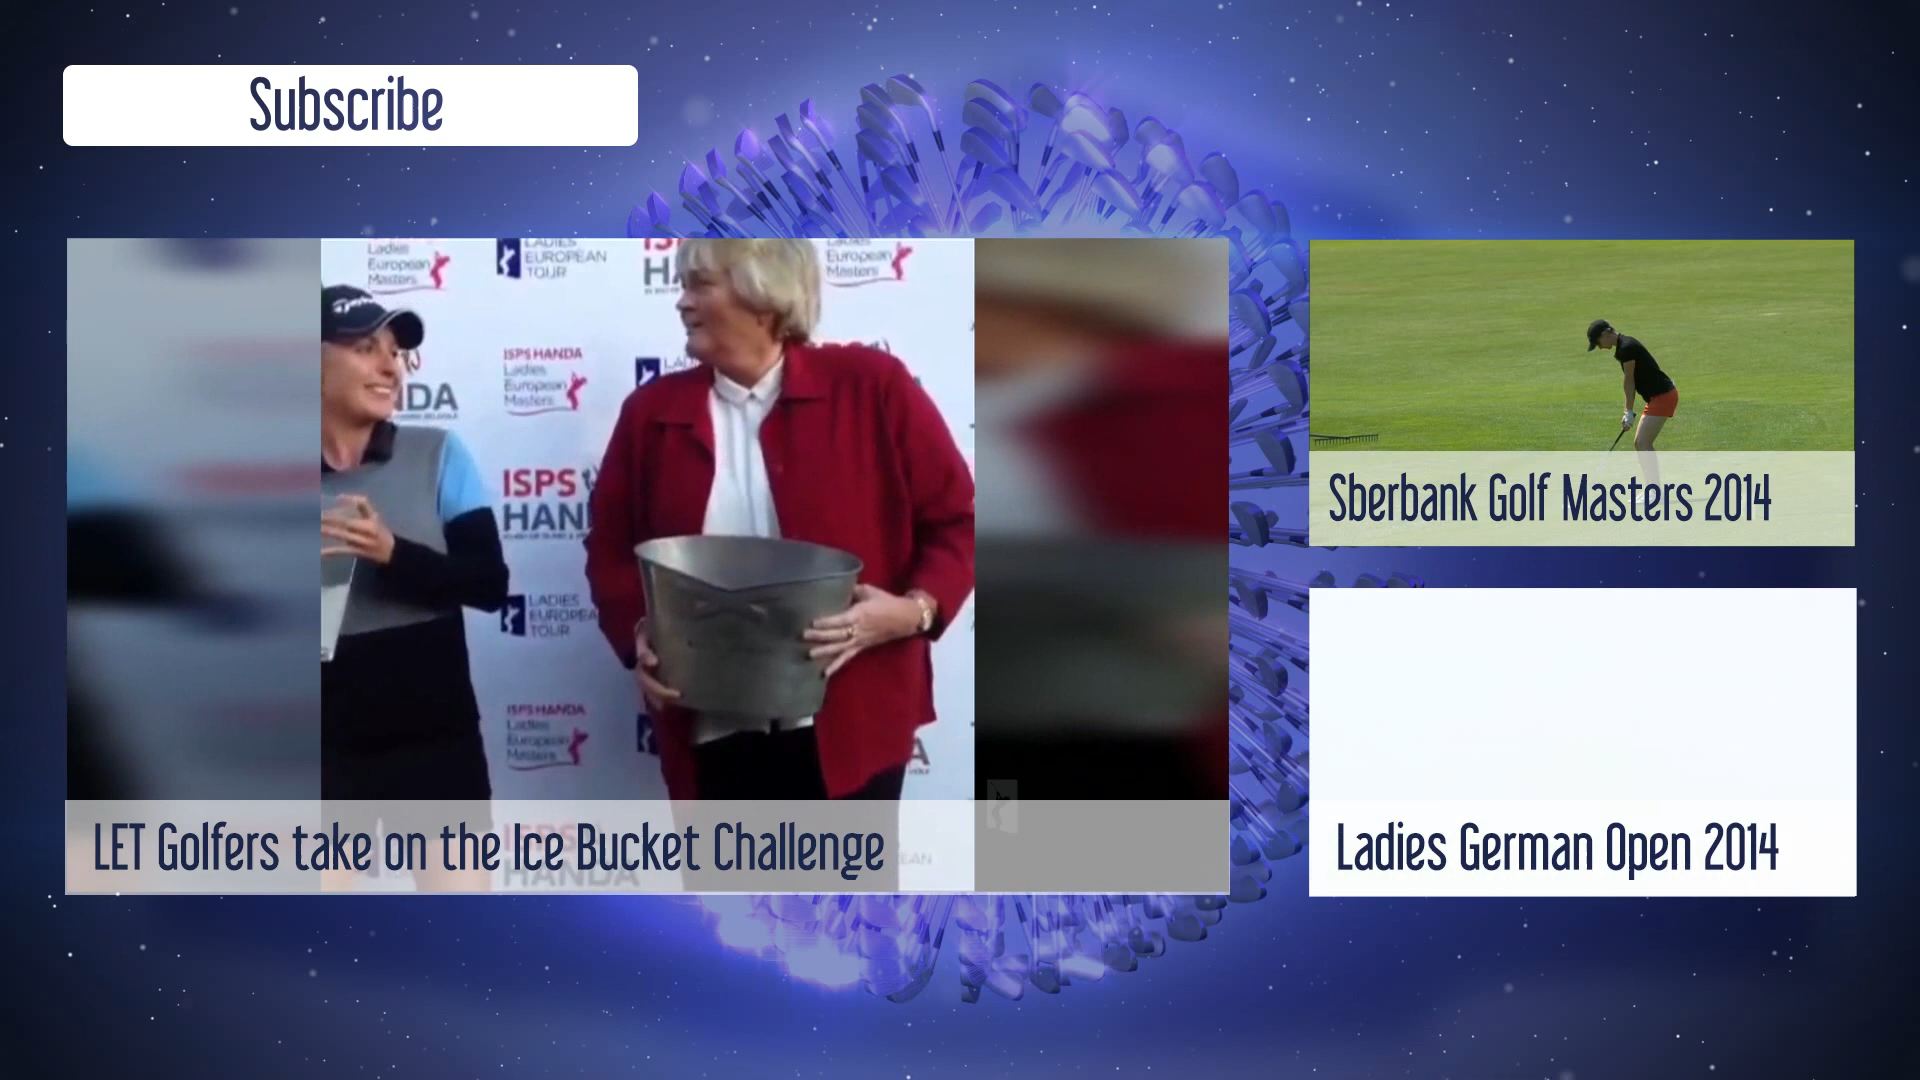 Subscribe
Ladies
European
Masters
LADIES
EUROPEAN
TOUR
ISPS
Ladies
European
Masters
ISPS HANDA
Ladies
European
Masters
ISPS
LADIES
EUROPEAN
TOUR
ISPS HANDA
Ladies
European
Masters
HANDA
LET Golfers take on the Ice Bucket Challenge
Sberbank Golf Masters 2014
Ladies German Open 2014